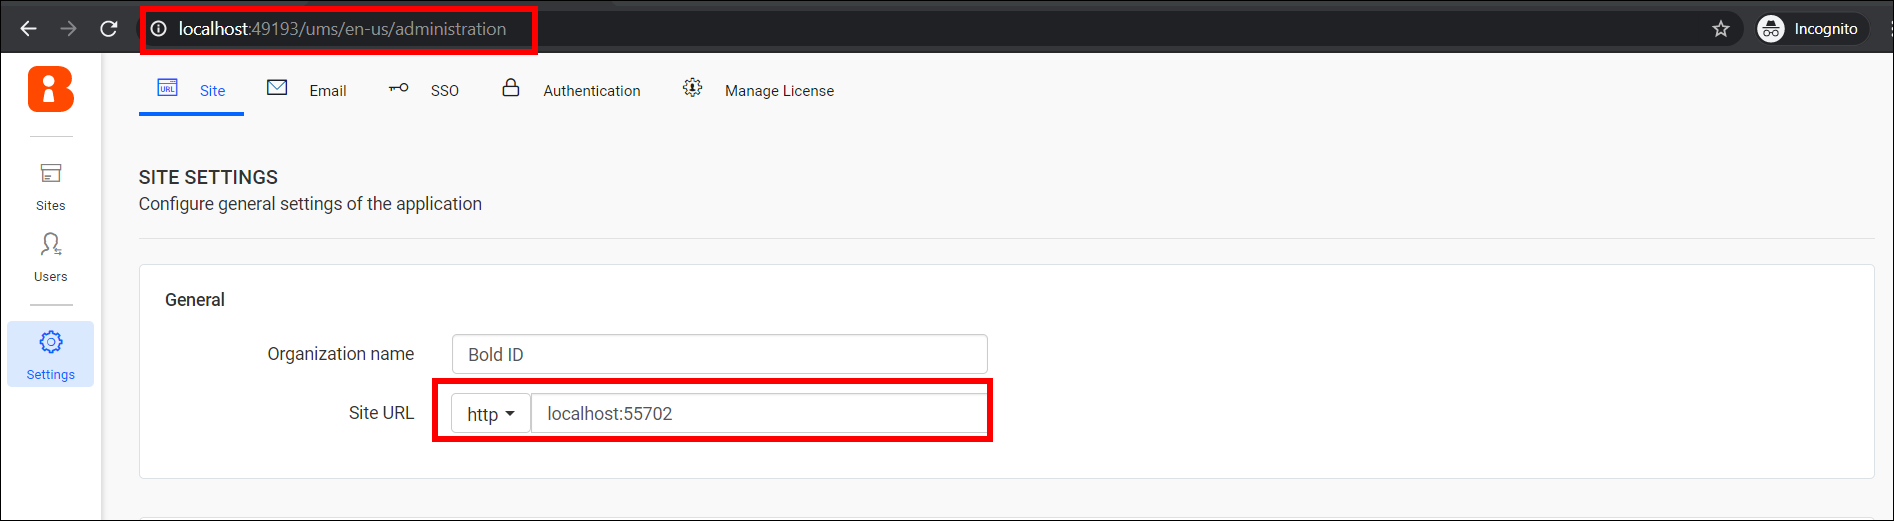 localhost:49193/ums/en-us/administration
Incognito
URL
Site
Email
SSO
Authentication
Manage License
Sites
Users
Settings
SITE SETTINGS
Configure general settings of the application
General
Organization name
Bold ID
Site URL
http
localhost:55702